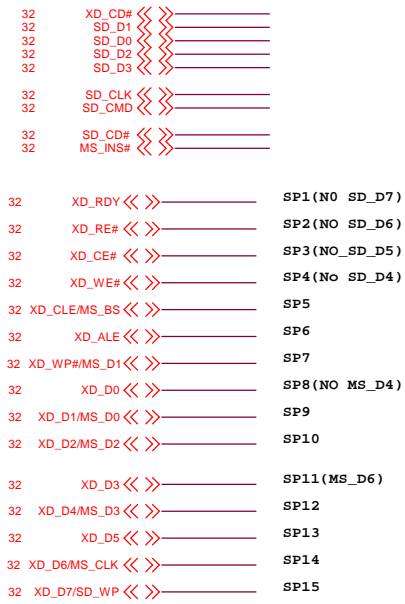 32 XD_CD#
32 SD_D1
32 SD_D0
32 SD_D2
32 SD_D3
32 SD_CLK
32 SD_CMD
32 SD_CD#
32 MS_INS#
32 XD_RDY SP1(N0 SD_D7)
32 XD_RE# SP2(NO SD_D6)
32 XD_CE# SP3(NO_SD_D5)
32 XD_WE# SP4(No SD_D4)
32 XD_CLE/MS_BS SP5
32 XD_ALE SP6
32 XD_WP#/MS_D1 SP7
32 XD_D0 SP8(NO MS_D4)
32 XD_D1/MS_D0 SP9
32 XD_D2/MS_D2 SP10
32 XD_D3 SP11(MS_D6)
32 XD_D4/MS_D3 SP12
32 XD_D5 SP13
32 XD_D6/MS_CLK SP14
32 XD_D7/SD_WP SP15